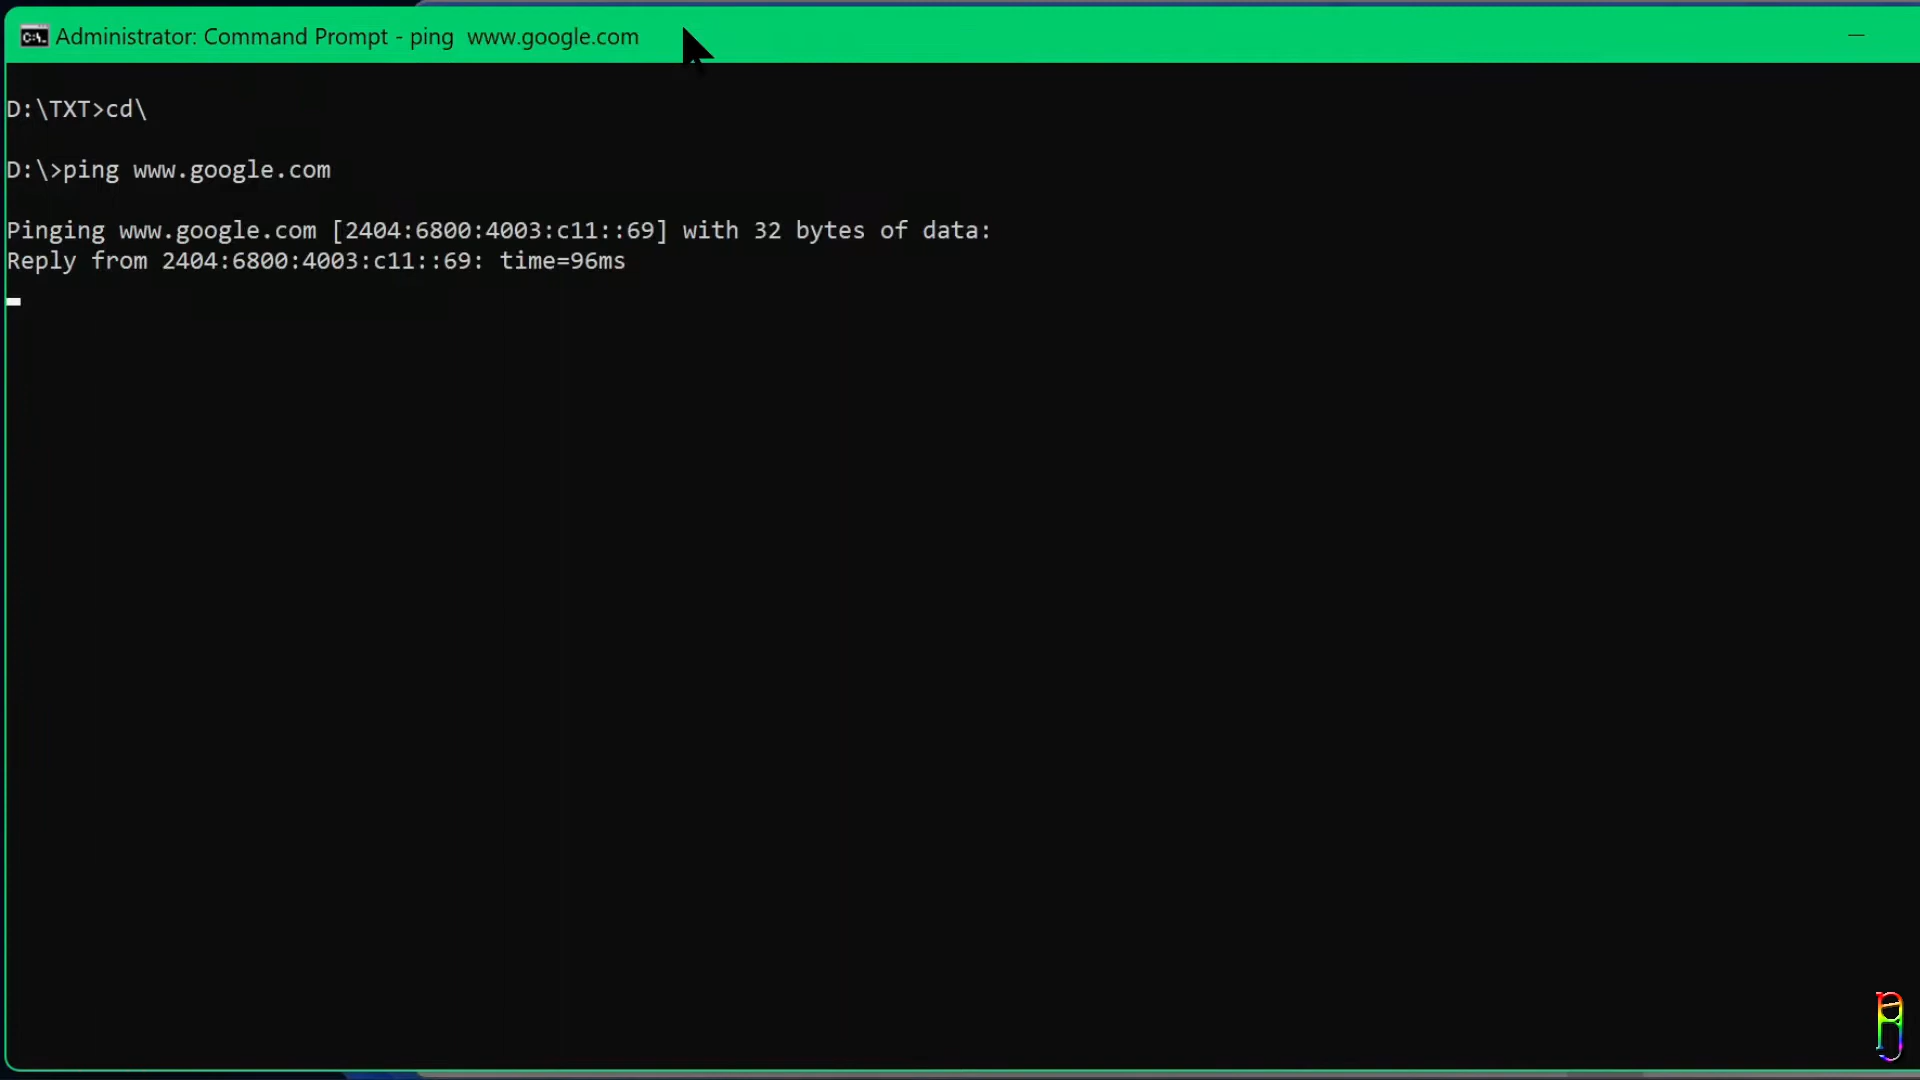 Administrator: Command Prompt - ping  www.google.com
D:\TXT>cd\
D:\>ping www.google.com
Pinging www.google.com [2404:6800:4003:c11::69] with 32 bytes of data:
Reply from 2404:6800:4003:c11::69: time=96ms